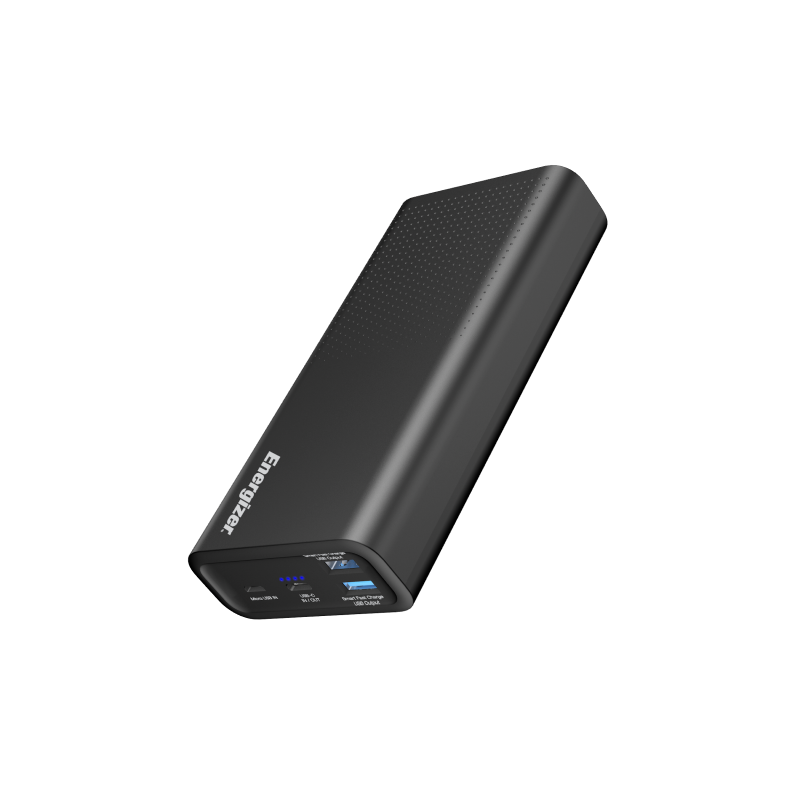 Energizer.
Smart Fast Charge
USB Output
Micro USB IN
USB-C
IN / OUT
Smart Fast Charge
USB Output